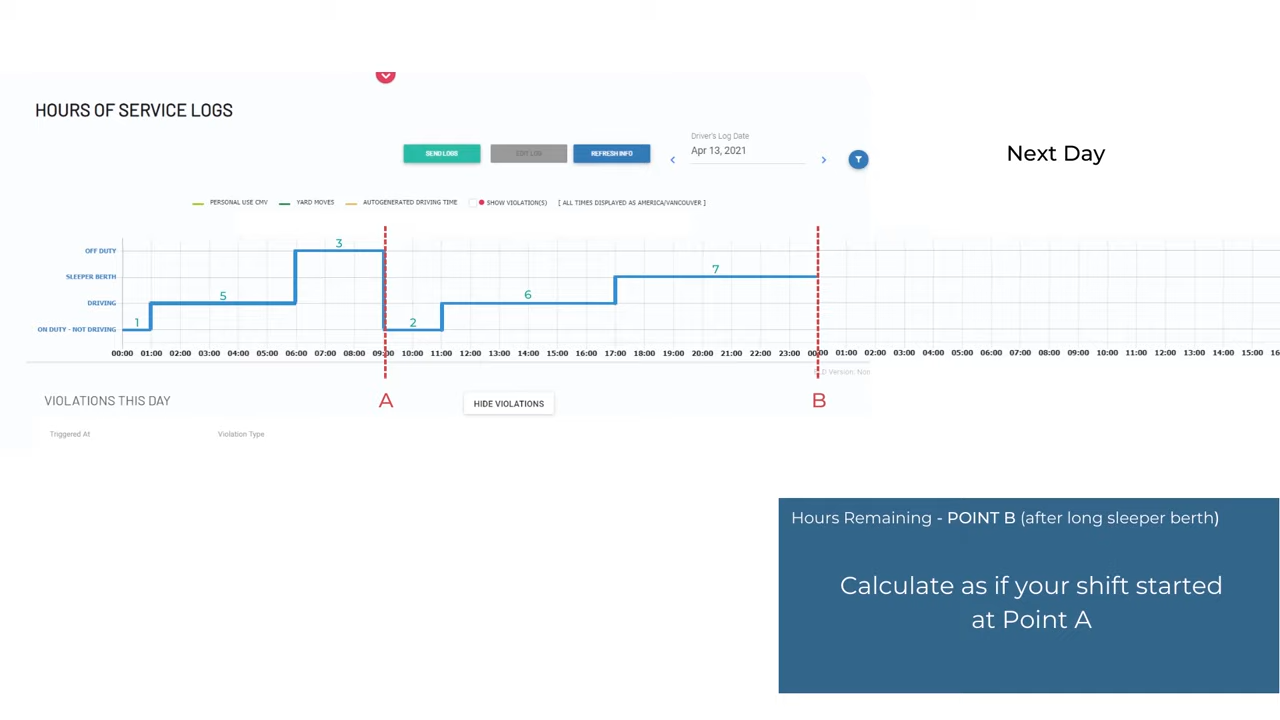 HOURS OF SERVICE LOGS
Driver's Log Date
SEND LOGS EDIT LOG REFRESH INFO Apr 13, 2021
Next Day
PERSONAL USE CMV YARD MOVES AUTOGENERATED DRIVING TIME SHOW VIOLATION(S) [ ALL TIMES DISPLAYED AS AMERICA/VANCOUVER ]
OFF DUTY 3
SLEEPER BERTH 7
DRIVING 5 6
ON DUTY - NOT DRIVING 1 2
00:00 01:00 02:00 03:00 04:00 05:00 06:00 07:00 08:00 09:00 10:00 11:00 12:00 13:00 14:00 15:00 16:00 17:00 18:00 19:00 20:00 21:00 22:00 23:00 00:00 01:00 02:00 03:00 04:00 05:00 06:00 07:00 08:00 09:00 10:00 11:00 12:00 13:00 14:00 15:00 16
Version: Non
VIOLATIONS THIS DAY A HIDE VIOLATIONS B
Triggered At Violation Type
Hours Remaining - POINT B (after long sleeper berth)
Calculate as if your shift started
at Point A